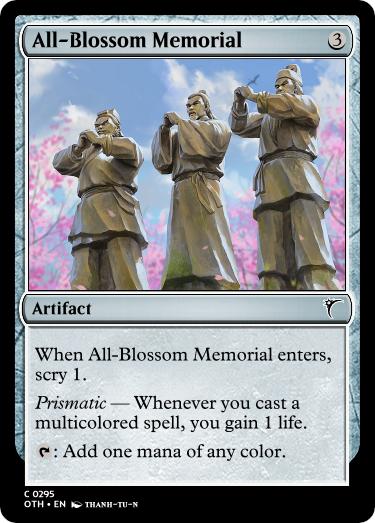 All-Blossom Memorial 3
Artifact
When All-Blossom Memorial enters,
scry 1.
Prismatic — Whenever you cast a
multicolored spell, you gain 1 life.
: Add one mana of any color.
C 0295
OTH • EN THANH-TU-N